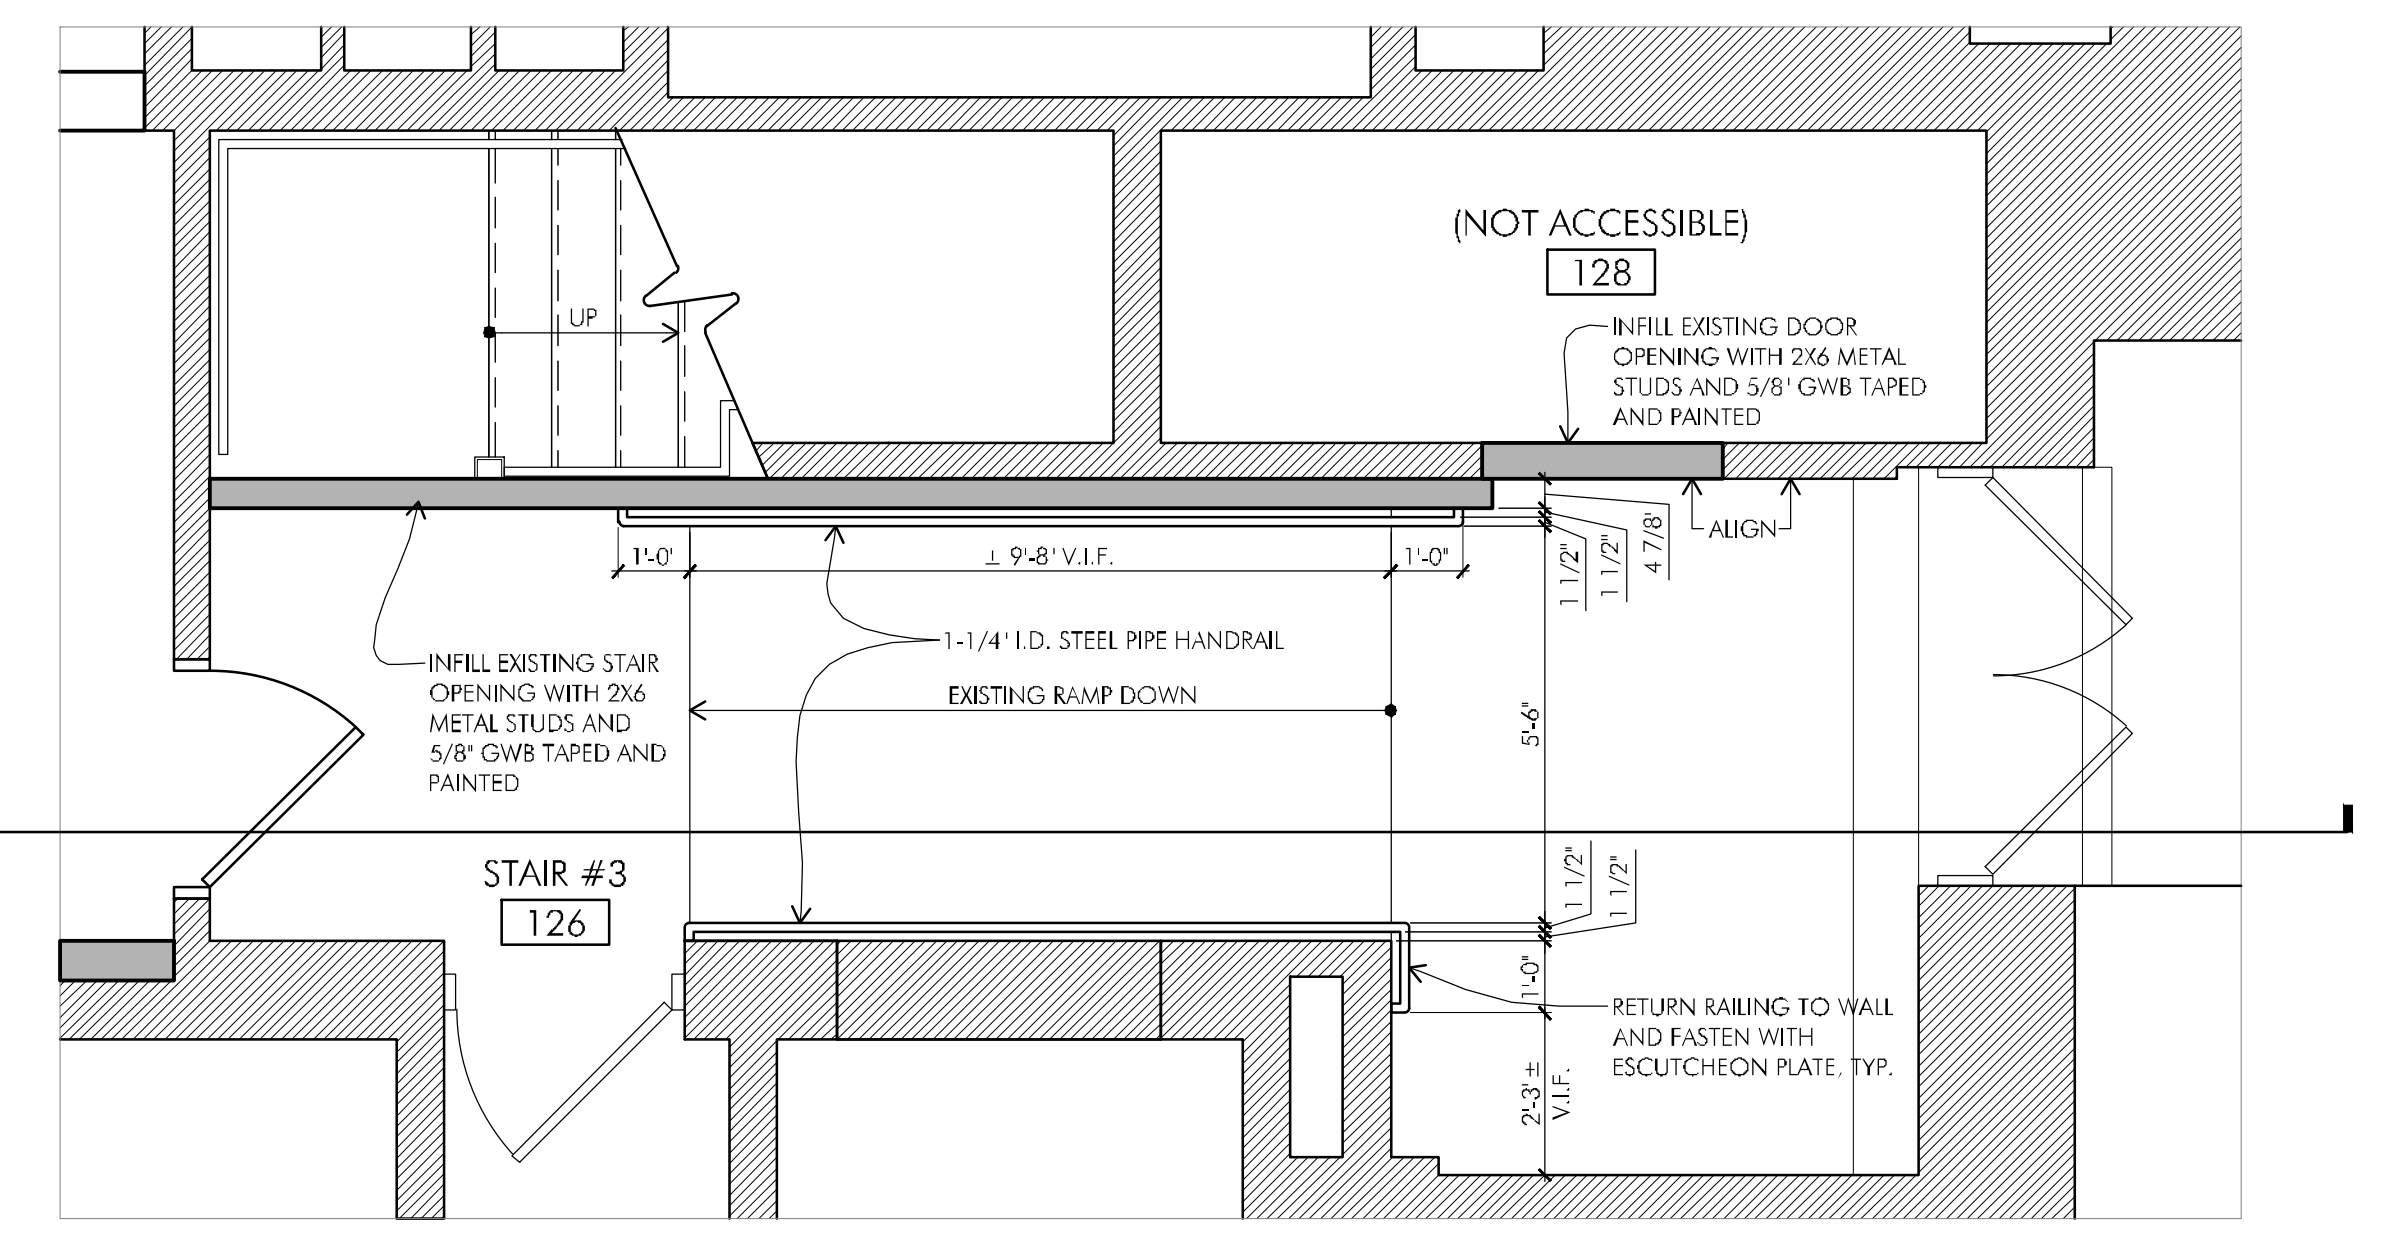 (NOT ACCESSIBLE)
128
UP
INFILL EXISTING DOOR
OPENING WITH 2X6 METAL
STUDS AND 5/8' GWB TAPED
AND PAINTED
ALIGN
4 7/8'
1 1/2"
1 1/2"
1'-0'
± 9'-8' V.I.F.
1'-0"
1-1/4' I.D. STEEL PIPE HANDRAIL
INFILL EXISTING STAIR
OPENING WITH 2X6
METAL STUDS AND
5/8" GWB TAPED AND
PAINTED
EXISTING RAMP DOWN
5'-6"
STAIR #3
126
1 1/2"
1 1/2"
1'-0"
RETURN RAILING TO WALL
AND FASTEN WITH
ESCUTCHEON PLATE, TYP.
2'-3' ±
V.I.F.